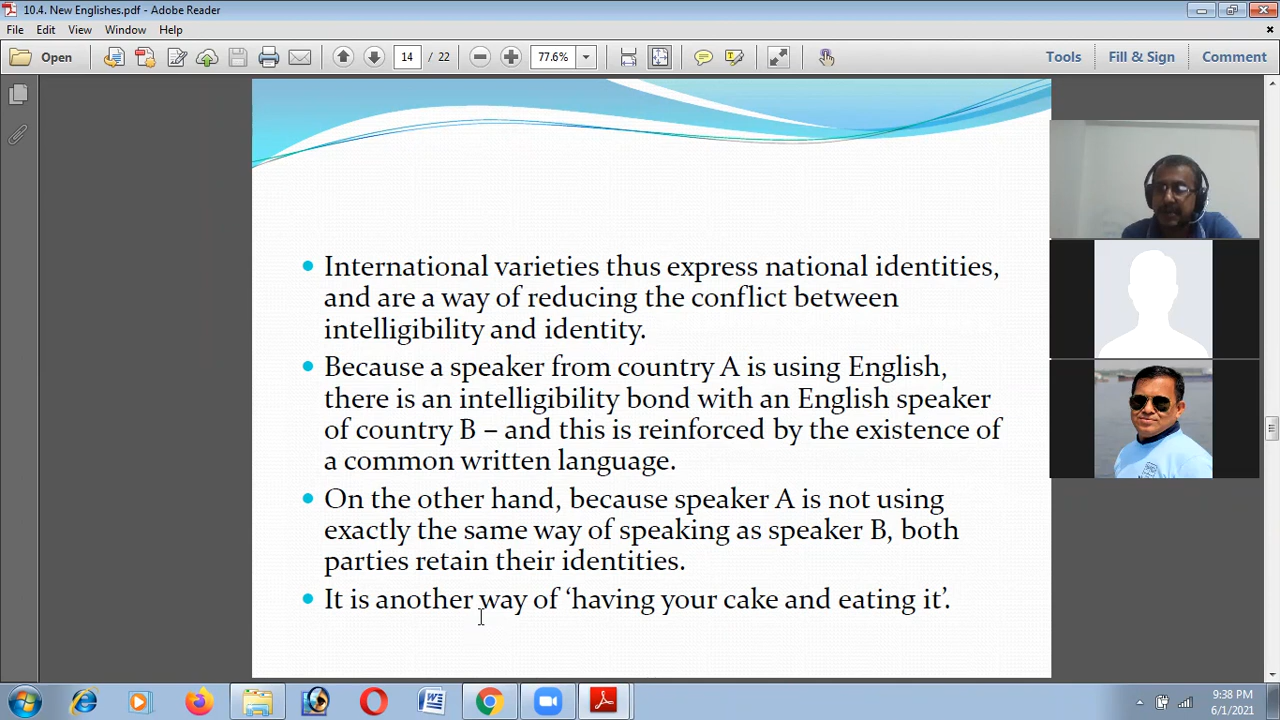 10.4. New Englishes.pdf - Adobe Reader
File Edit View Window Help
Open 14 / 22 77.6% Tools Fill & Sign Comment
International varieties thus express national identities,
and are a way of reducing the conflict between
intelligibility and identity.
Because a speaker from country A is using English,
there is an intelligibility bond with an English speaker
of country B – and this is reinforced by the existence of
a common written language.
On the other hand, because speaker A is not using
exactly the same way of speaking as speaker B, both
parties retain their identities.
It is another way of ‘having your cake and eating it’.
9:38 PM
6/1/2021